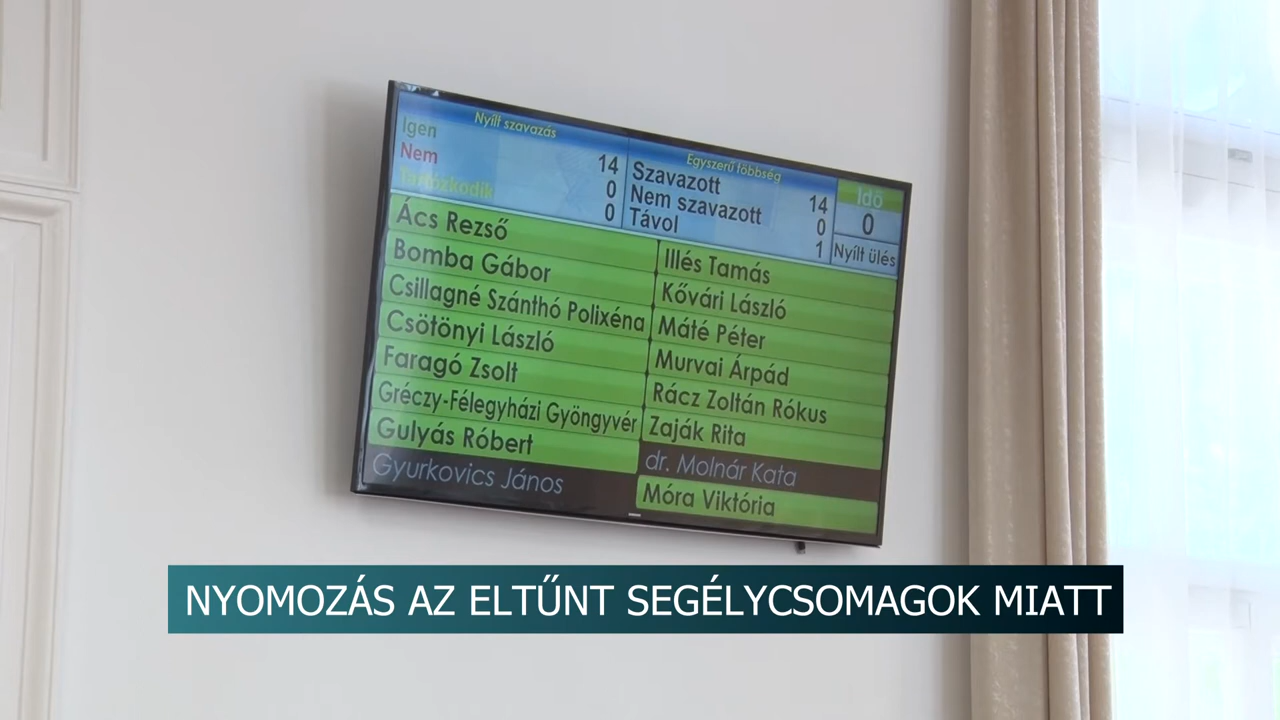 Nyílt szavazás
Igen 14
Nem 0
Tartózkodik 0
Egyszerű többség
Szavazott 14
Nem szavazott 0
Távol 1
Idő
0
Nyílt ülés
Ács Rezső
Bomba Gábor
Csillagné Szánthó Polixéna
Csötönyi László
Faragó Zsolt
Gréczy-Félegyházi Gyöngyvér
Gulyás Róbert
Gyurkovics János
Illés Tamás
Kővári László
Máté Péter
Murvai Árpád
Rácz Zoltán Rókus
Zaják Rita
dr. Molnár Kata
Móra Viktória
NYOMOZÁS AZ ELTŰNT SEGÉLYCSOMAGOK MIATT